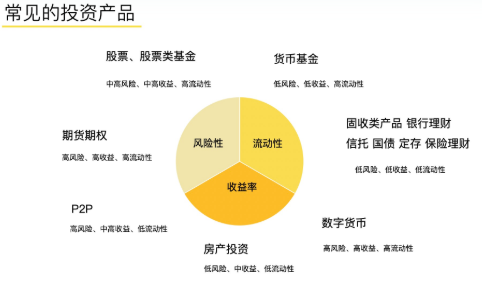 常见的投资产品
股票、股票类基金
中高风险、中高收益、高流动性
货币基金
低风险、低收益、高流动性
期货期权
高风险、高收益、高流动性
风险性
流动性
收益率
固收类产品 银行理财
信托 国债 定存 保险理财
低风险、低收益、低流动性
P2P
高风险、中高收益、低流动性
数字货币
高风险、高收益、高流动性
房产投资
低风险、中收益、低流动性